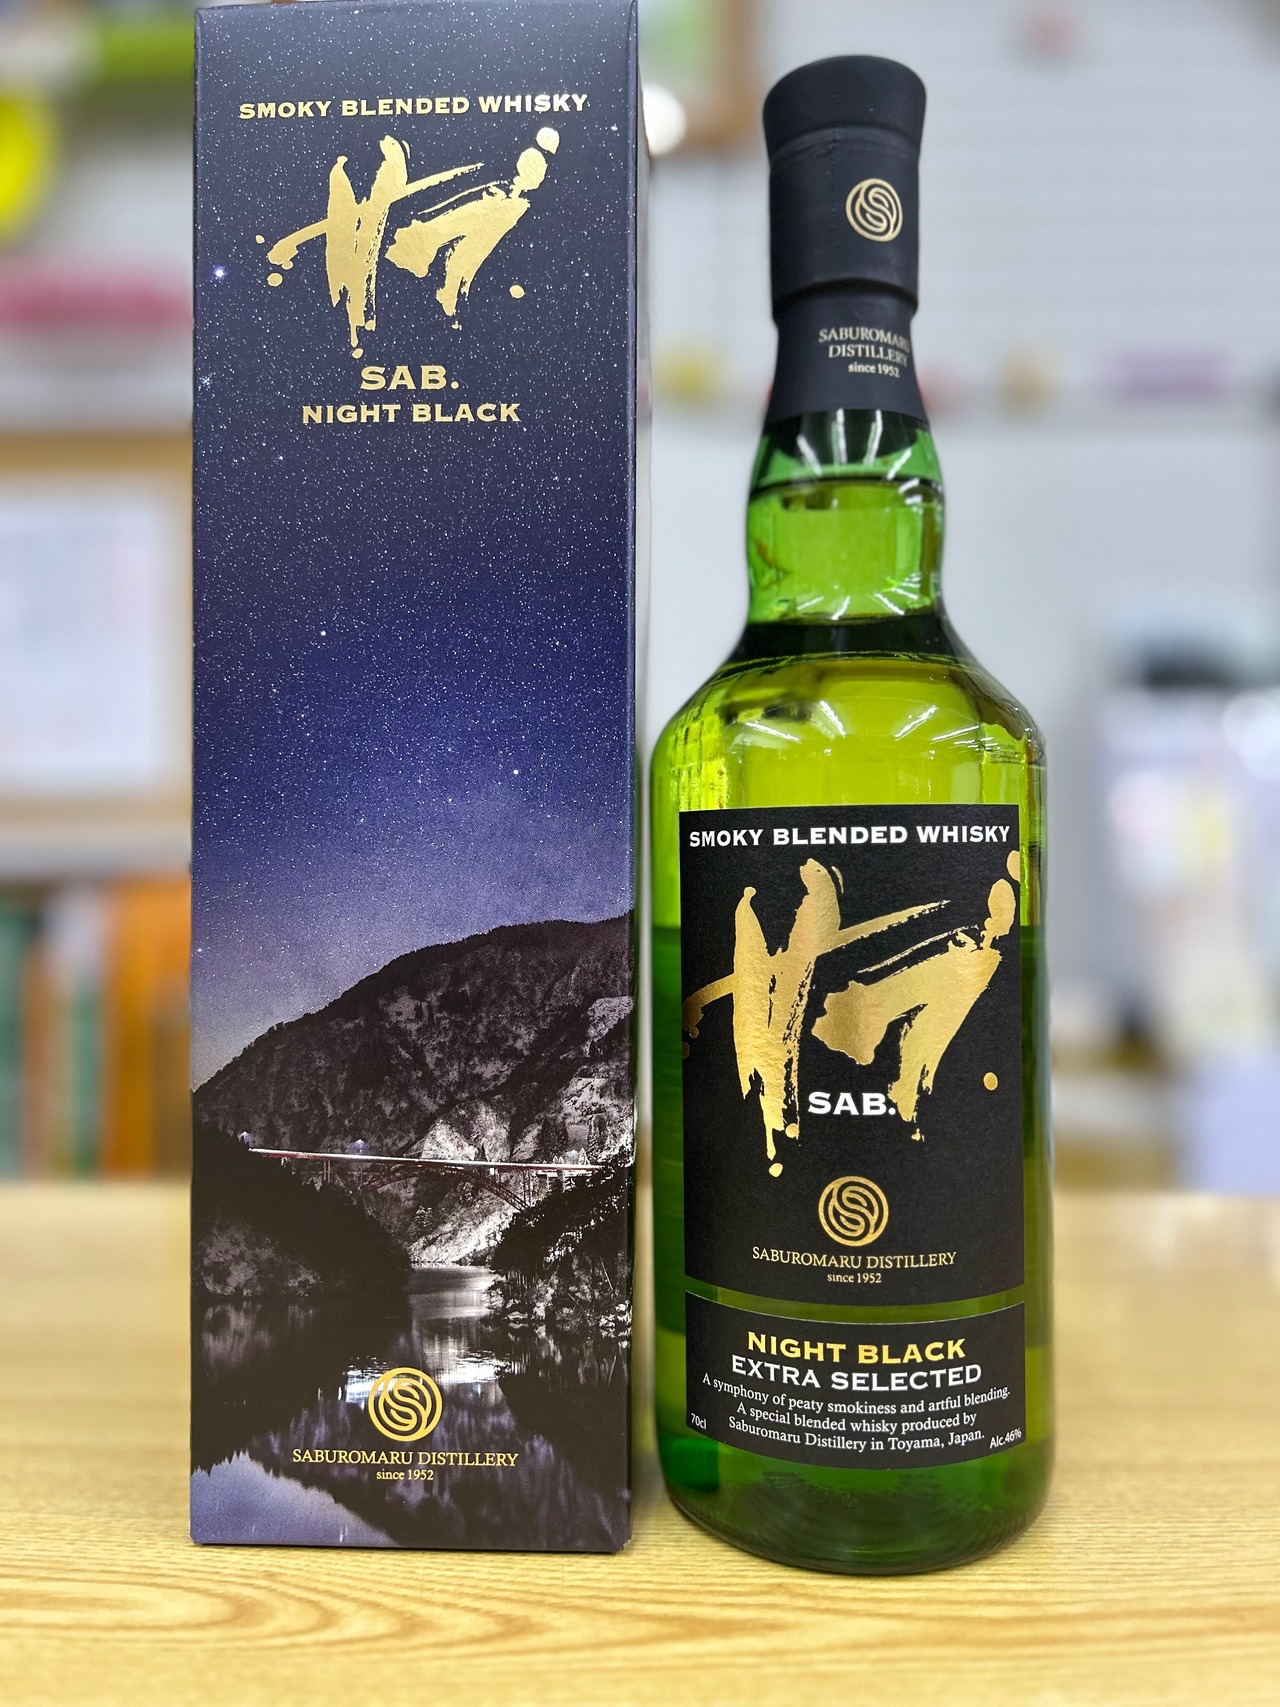 SMOKY BLENDED WHISKY
サブ
SAB.
NIGHT BLACK
SABUROMARU DISTILLERY
since 1952
SABUROMARU
DISTILLERY
since 1952
SMOKY BLENDED WHISKY
サブ
SAB.
SABUROMARU DISTILLERY
since 1952
NIGHT BLACK
EXTRA SELECTED
A symphony of peaty smokiness and artful blending.
A special blended whisky produced by
Saburomaru Distillery in Toyama, Japan.
70cl
Alc.46%